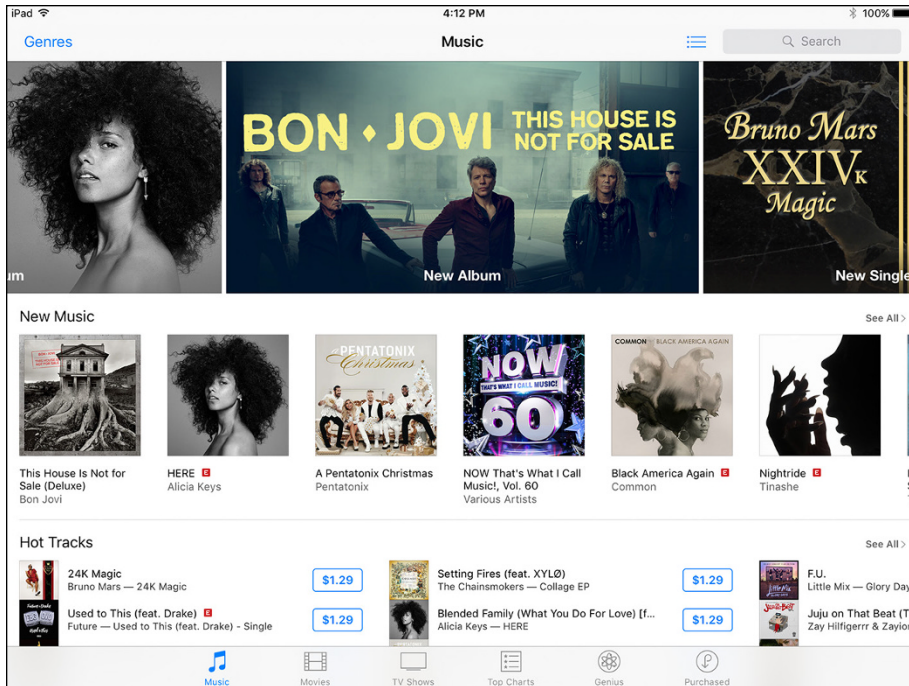 iPad 4:12 PM 100%
Genres Music Search
BON • JOVI THIS HOUSE IS
NOT FOR SALE
Bruno Mars
XXIVK
Magic
um New Album New Single
New Music See All >
PENTATONIX
Christmas
NOW
THAT'S WHAT I CALL MUSIC!
60
COMMON BLACK AMERICA AGAIN
This House Is Not for
Sale (Deluxe)
Bon Jovi
HERE E
Alicia Keys
A Pentatonix Christmas
Pentatonix
NOW That's What I Call
Music!, Vol. 60
Various Artists
Black America Again E
Common
Nightride E
Tinashe
Hot Tracks See All >
24K Magic
Bruno Mars — 24K Magic
$1.29
Setting Fires (feat. XYLØ)
The Chainsmokers — Collage EP
$1.29
F.U.
Little Mix — Glory Day
Used to This (feat. Drake) E
Future — Used to This (feat. Drake) - Single
$1.29
Blended Family (What You Do For Love) [f...
Alicia Keys — HERE
$1.29
Juju on That Beat (T
Zay Hilfigerrr & Zayion
Music Movies TV Shows Top Charts Genius Purchased